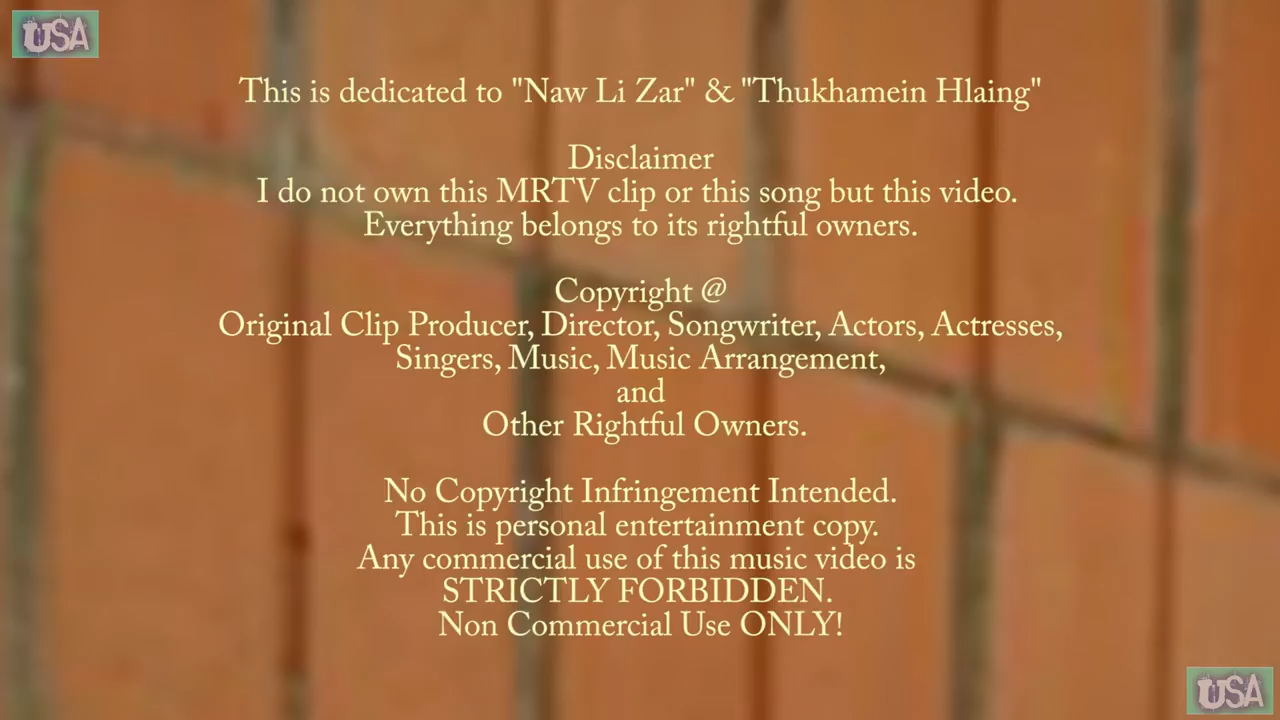 USA
This is dedicated to "Naw Li Zar" & "Thukhamein Hlaing"
Disclaimer
I do not own this MRTV clip or this song but this video.
Everything belongs to its rightful owners.
Copyright @
Original Clip Producer, Director, Songwriter, Actors, Actresses,
Singers, Music, Music Arrangement,
and
Other Rightful Owners.
No Copyright Infringement Intended.
This is personal entertainment copy.
Any commercial use of this music video is
STRICTLY FORBIDDEN.
Non Commercial Use ONLY!
USA